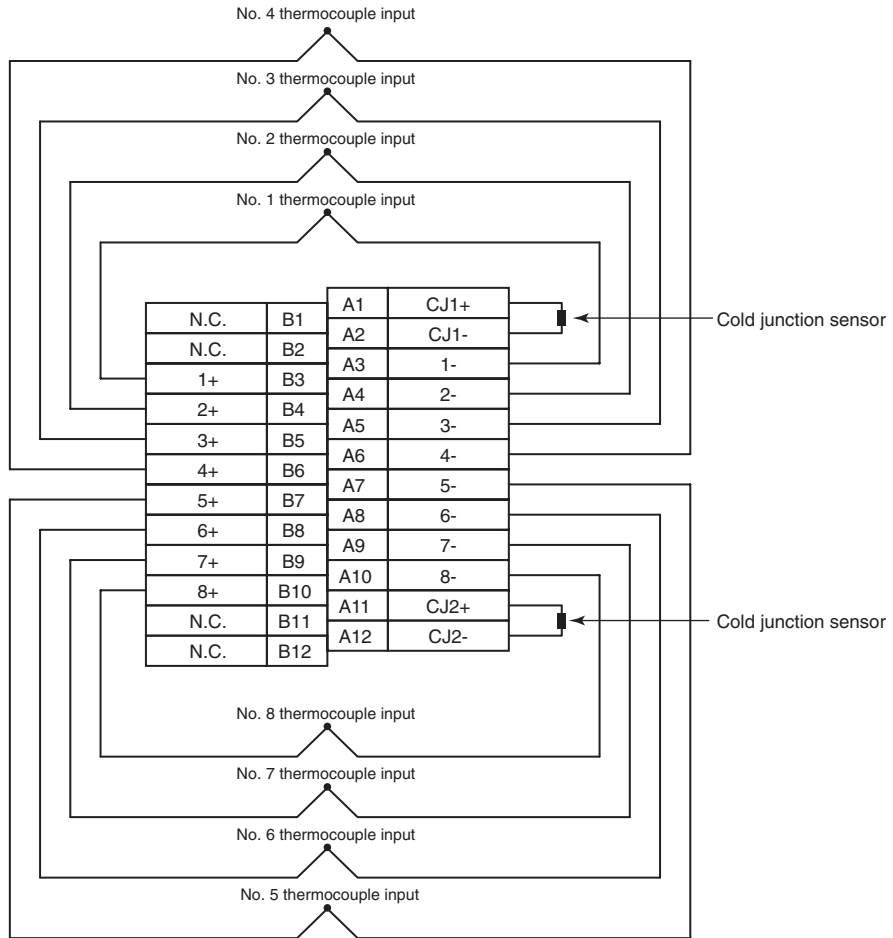 No. 4 thermocouple input
No. 3 thermocouple input
No. 2 thermocouple input
No. 1 thermocouple input
A1 CJ1+
N.C. B1
A2 CJ1-
N.C. B2
A3 1-
1+ B3
A4 2-
2+ B4
A5 3-
3+ B5
A6 4-
4+ B6
A7 5-
5+ B7
A8 6-
6+ B8
A9 7-
7+ B9
A10 8-
8+ B10
A11 CJ2+
N.C. B11
A12 CJ2-
N.C. B12
Cold junction sensor
Cold junction sensor
No. 8 thermocouple input
No. 7 thermocouple input
No. 6 thermocouple input
No. 5 thermocouple input